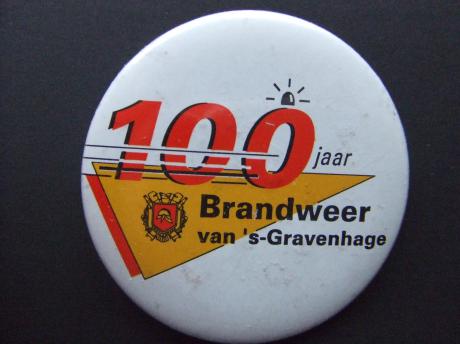 100 jaar
Brandweer
van 's-Gravenhage